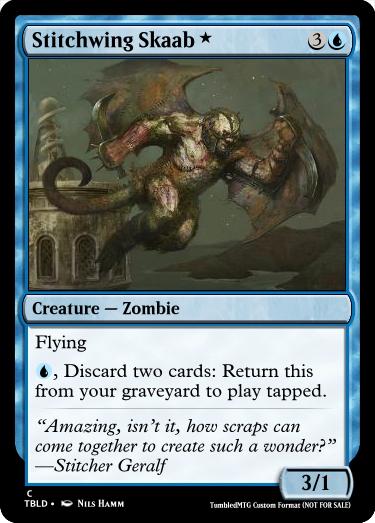 Stitchwing Skaab ★ 3
Creature — Zombie
Flying
, Discard two cards: Return this
from your graveyard to play tapped.
“Amazing, isn’t it, how scraps can
come together to create such a wonder?”
—Stitcher Geralf
3/1
C
TBLD • Nils Hamm
TumbledMTG Custom Format (NOT FOR SALE)